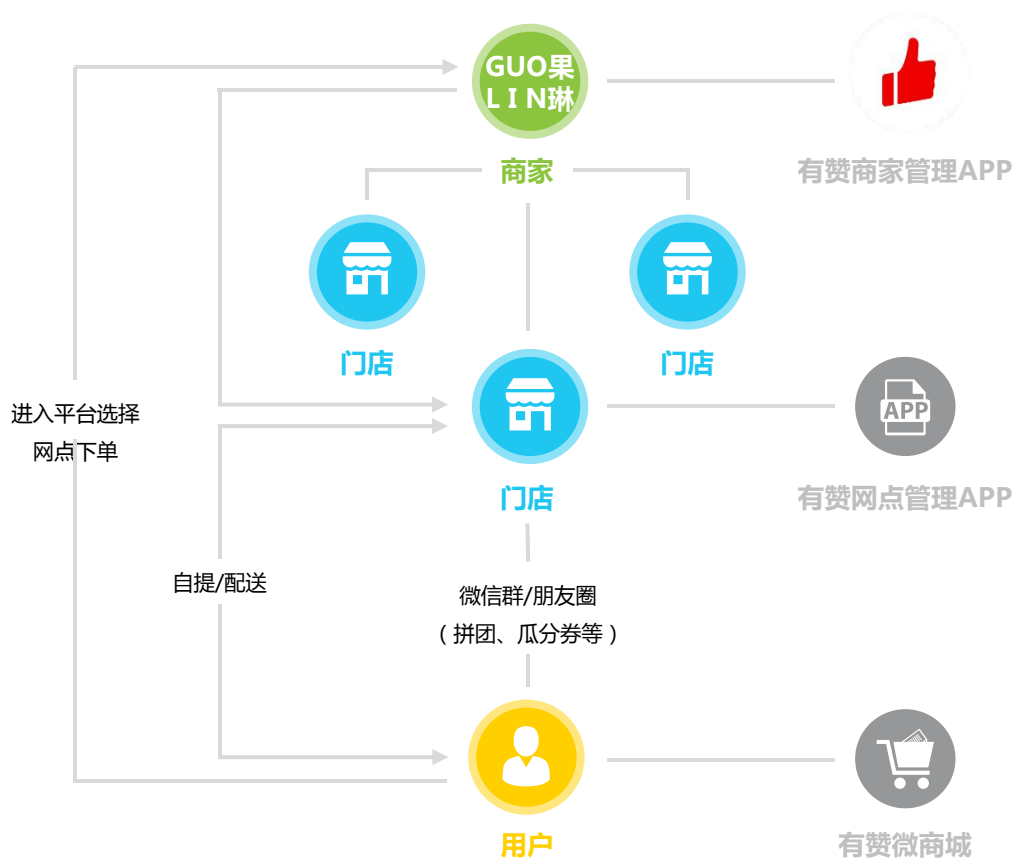 GUO果
LIN琳
商家
有赞商家管理APP
门店
门店
进入平台选择
网点下单
APP
门店
有赞网点管理APP
自提/配送
微信群/朋友圈
（拼团、瓜分券等）
用户
有赞微商城